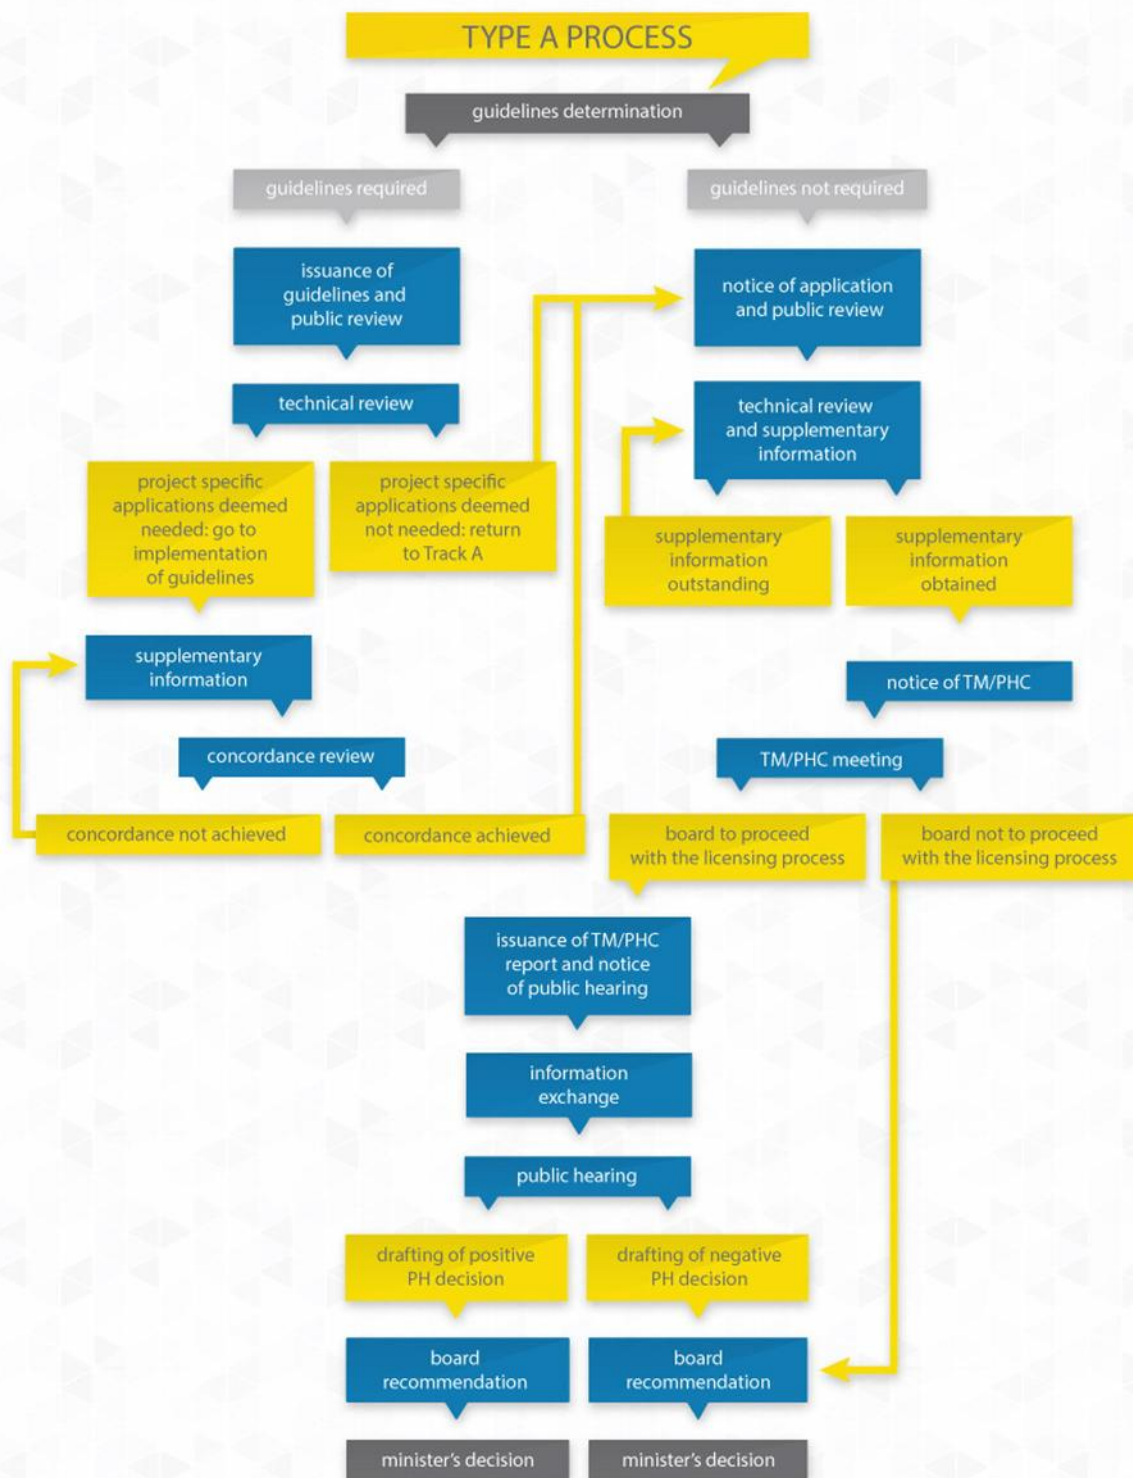 TYPE A PROCESS
guidelines determination
guidelines required
guidelines not required
issuance of
guidelines and
public review
notice of application
and public review
technical review
technical review
and supplementary
information
project specific
applications deemed
needed: go to
implementation
of guidelines
project specific
applications deemed
not needed: return
to Track A
supplementary
information
outstanding
supplementary
information
obtained
supplementary
information
notice of TM/PHC
concordance review
TM/PHC meeting
concordance not achieved
concordance achieved
board to proceed
with the licensing process
board not to proceed
with the licensing process
issuance of TM/PHC
report and notice
of public hearing
information
exchange
public hearing
drafting of positive
PH decision
drafting of negative
PH decision
board
recommendation
board
recommendation
minister's decision
minister's decision